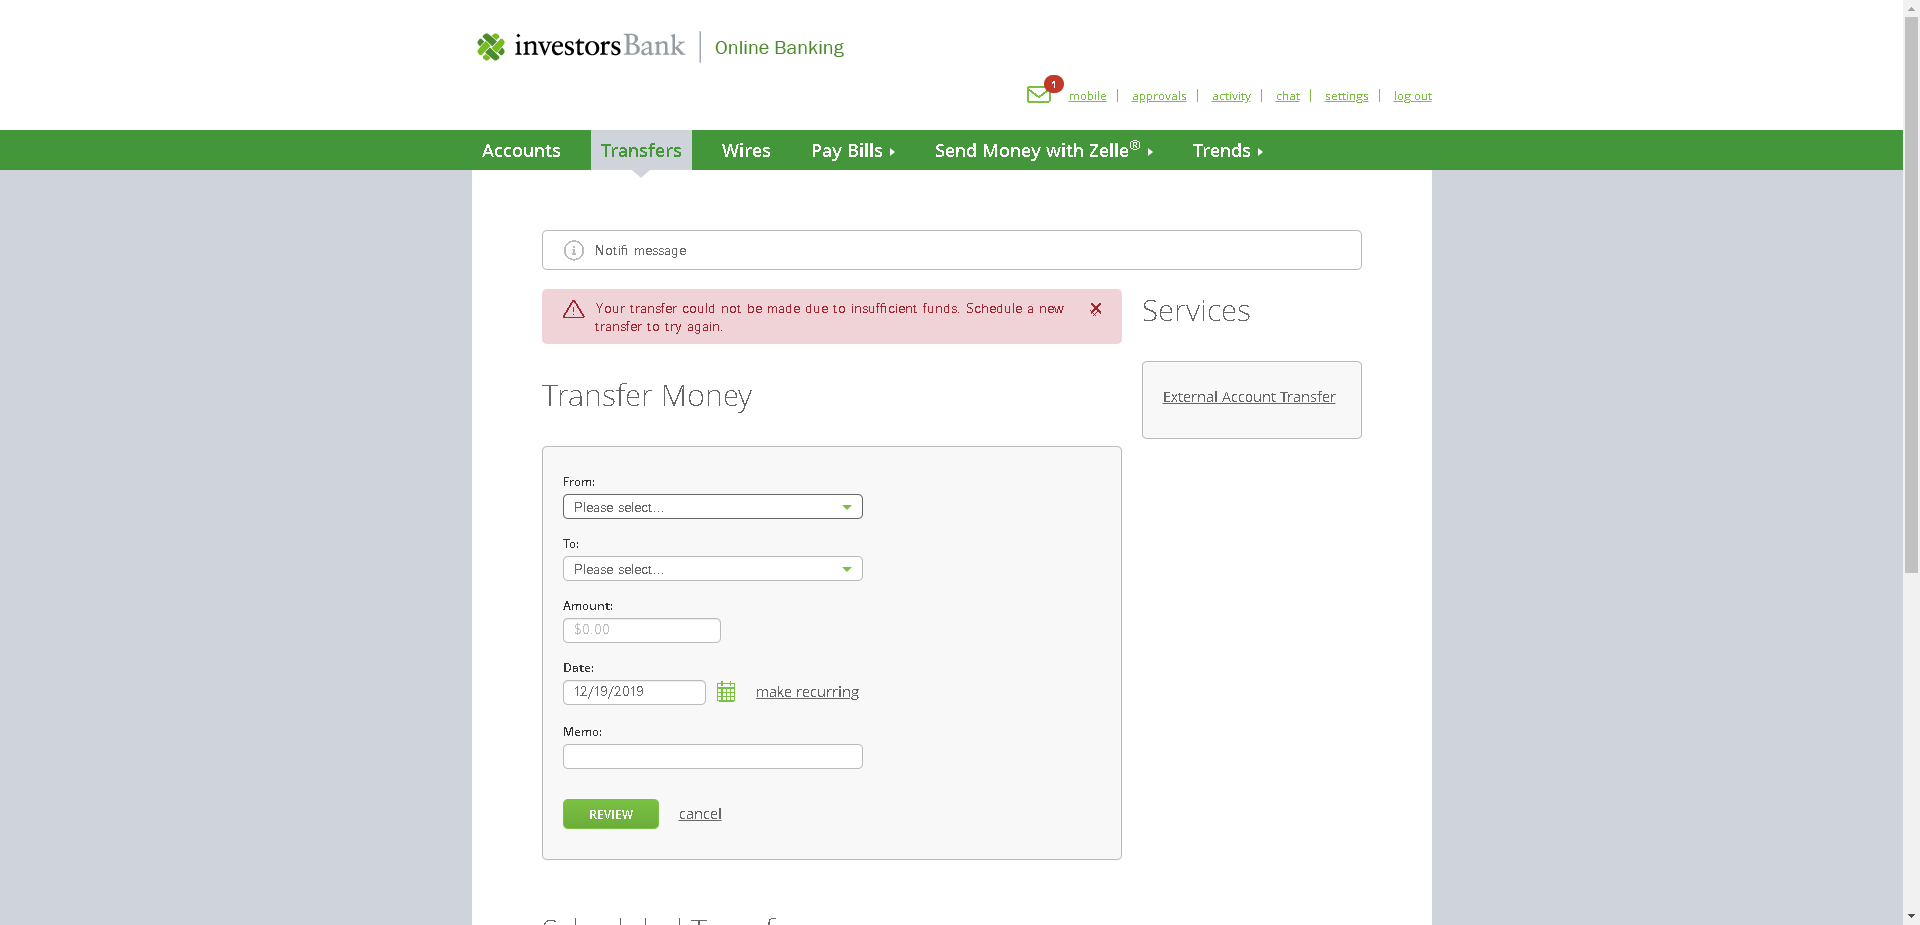 investorsBank Online Banking
1
mobile approvals activity chat settings log out
Accounts Transfers Wires Pay Bills Send Money with Zelle® Trends
Notifi message
Your transfer could not be made due to insufficient funds. Schedule a new
transfer to try again.
Services
External Account Transfer
Transfer Money
From:
Please select...
To:
Please select...
Amount:
$0.00
Date:
12/19/2019 make recurring
Memo:
REVIEW cancel